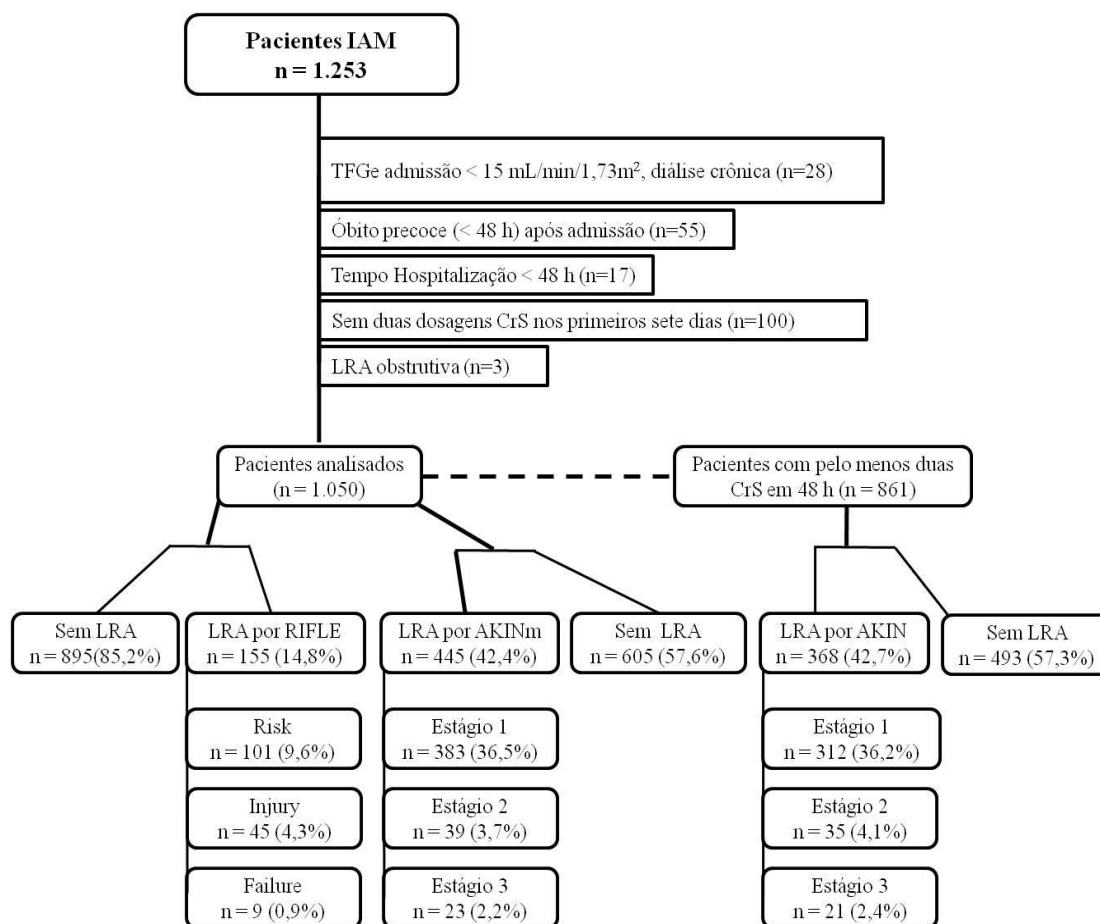 Pacientes IAM
n = 1.253
TFGe admissão < 15 mL/min/1,73m², diálise crônica (n=28)
Óbito precoce (< 48 h) após admissão (n=55)
Tempo Hospitalização < 48 h (n=17)
Sem duas dosagens CrS nos primeiros sete dias (n=100)
LRA obstrutiva (n=3)
Pacientes analisados
(n = 1.050)
Pacientes com pelo menos duas
CrS em 48 h (n = 861)
Sem LRA
n = 895(85,2%)
LRA por RIFLE
n = 155 (14,8%)
LRA por AKINm
n = 445 (42,4%)
Sem LRA
n = 605 (57,6%)
LRA por AKIN
n = 368 (42,7%)
Sem LRA
n = 493 (57,3%)
Risk
n = 101 (9,6%)
Estágio 1
n = 383 (36,5%)
Estágio 1
n = 312 (36,2%)
Injury
n = 45 (4,3%)
Estágio 2
n = 39 (3,7%)
Estágio 2
n = 35 (4,1%)
Failure
n = 9 (0,9%)
Estágio 3
n = 23 (2,2%)
Estágio 3
n = 21 (2,4%)